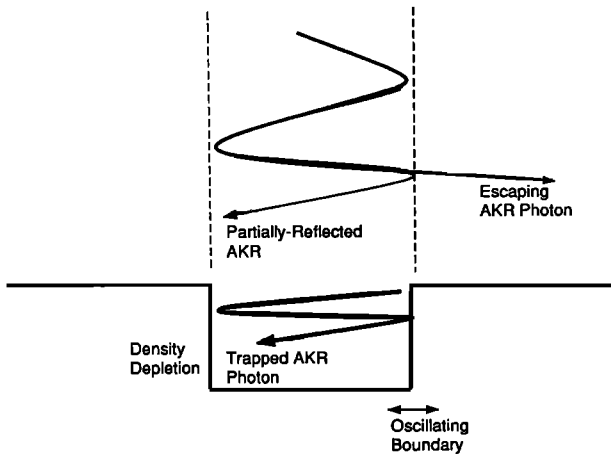 Escaping
AKR Photon
Partially-Reflected
AKR
Density
Depletion
Trapped AKR
Photon
Oscillating
Boundary